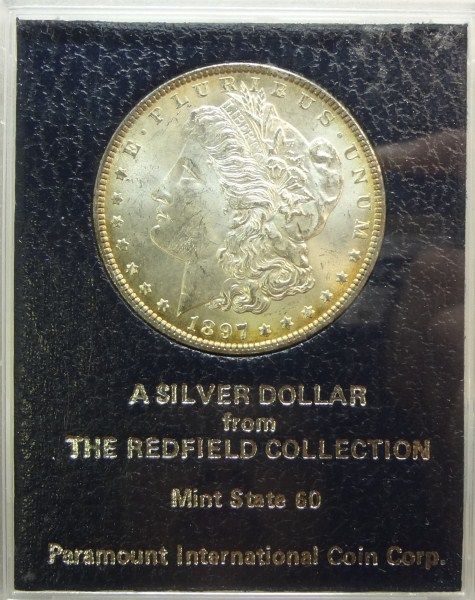 E · PLURIBUS · UNUM
1897
A SILVER DOLLAR
from
THE REDFIELD COLLECTION
Mint State 60
Paramount International Coin Corp.